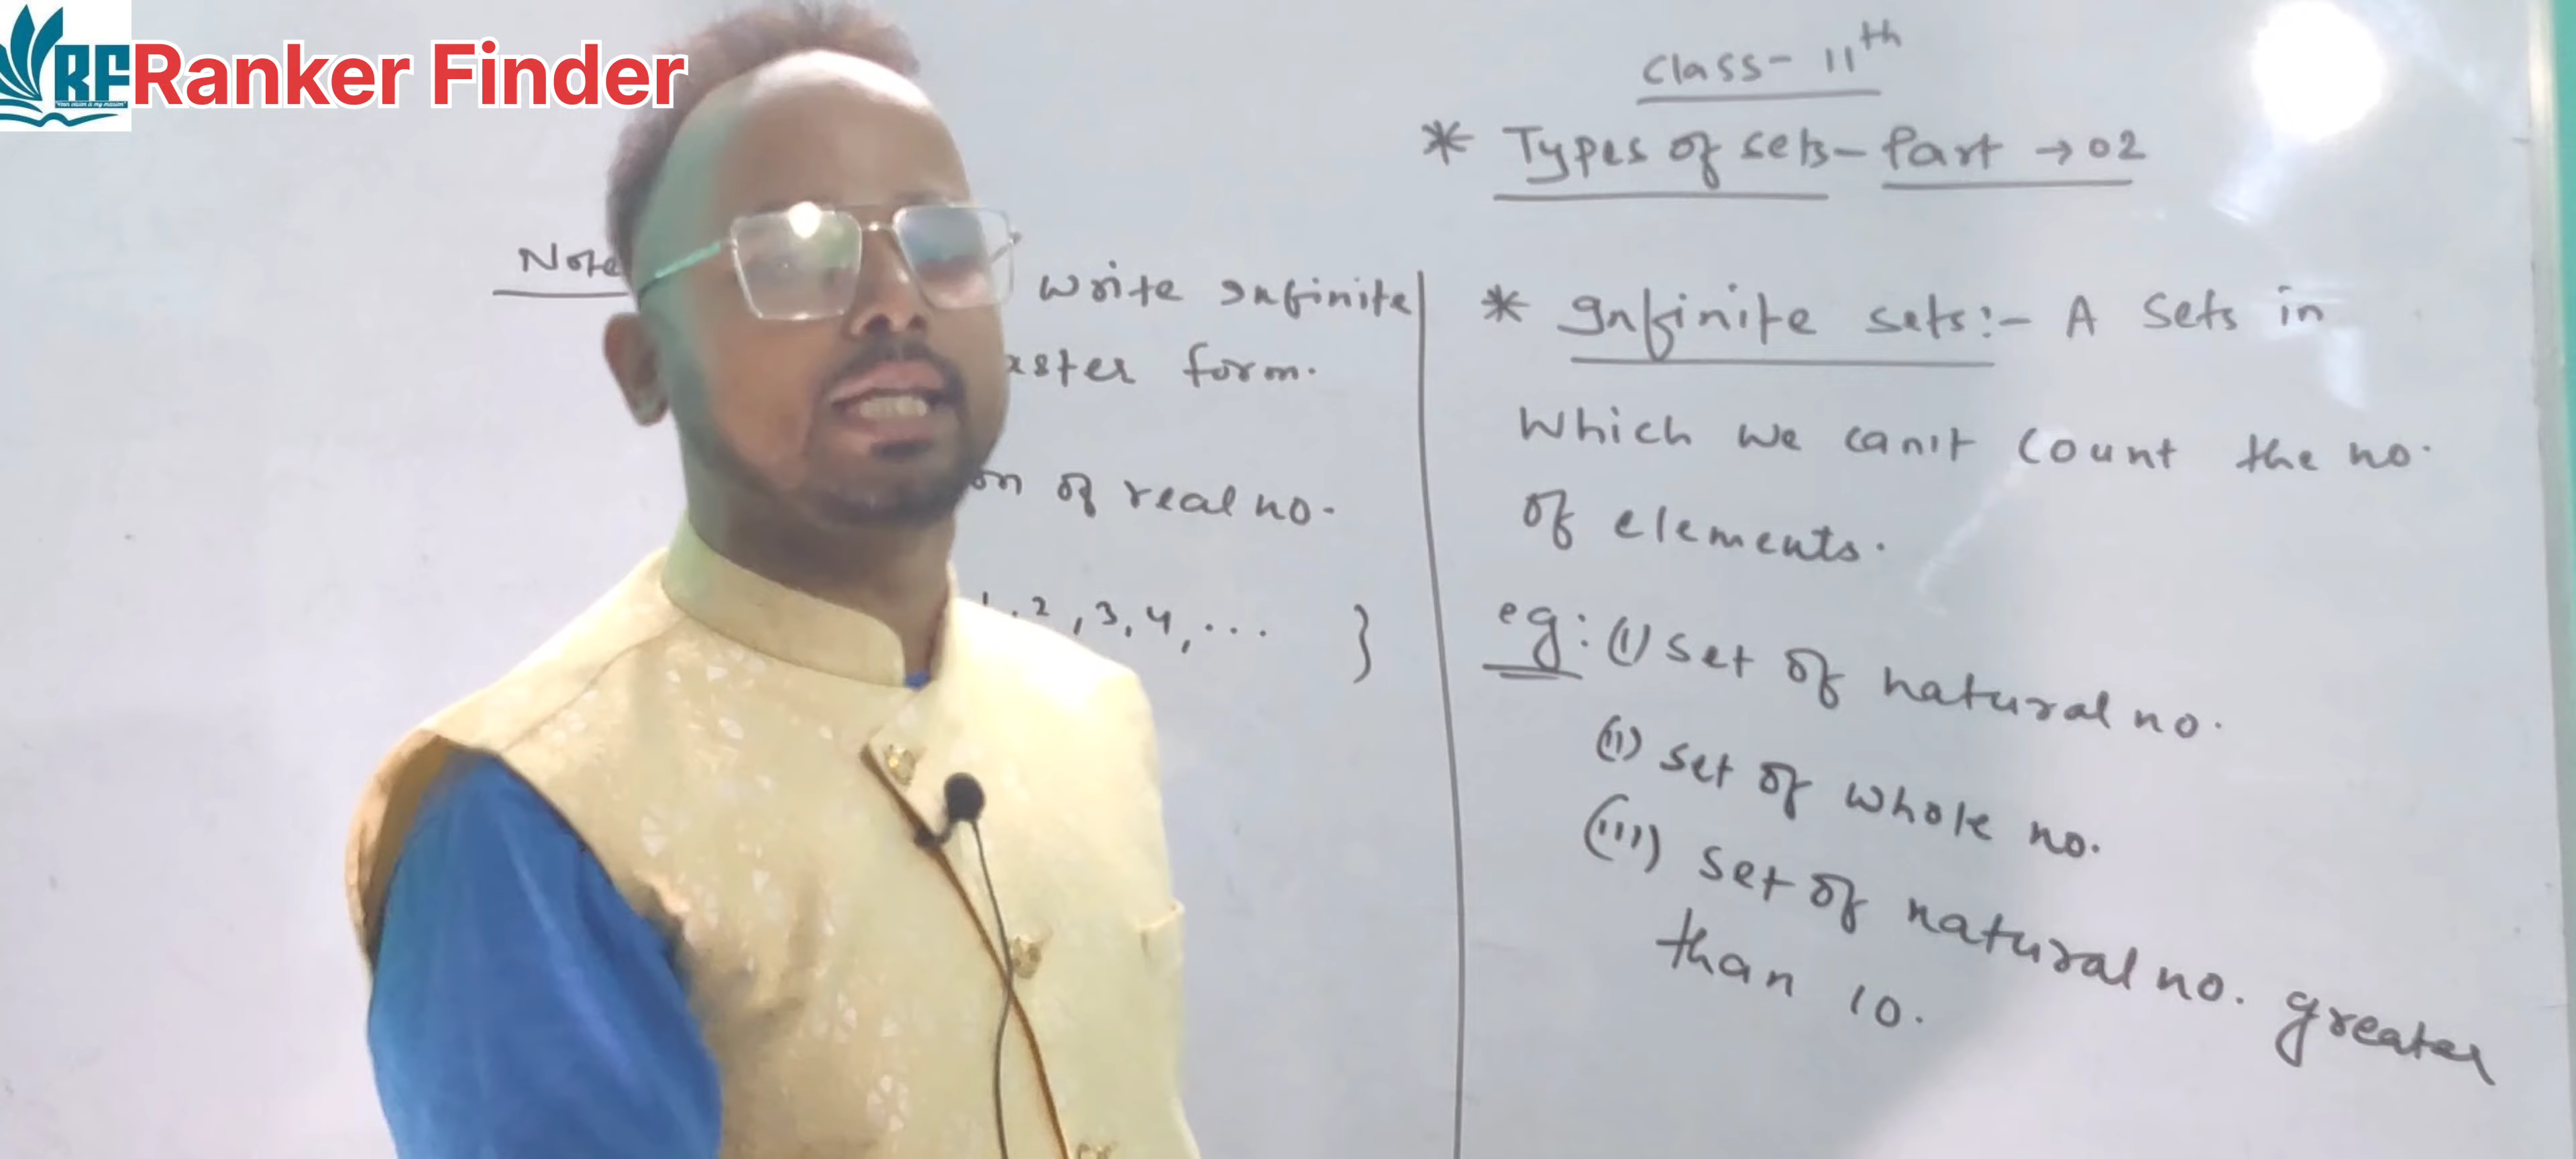 RF Ranker Finder
Class- 11th
* Types of sets- Part → 02
Note
write Infinite
form.
of real no.
1, 2, 3, 4, ... }
* Infinite sets:- A Sets in
Which we can't count the no.
of elements.
eg: (i) set of natural no.
(ii) set of whole no.
(iii) set of natural no. greater
than 10.